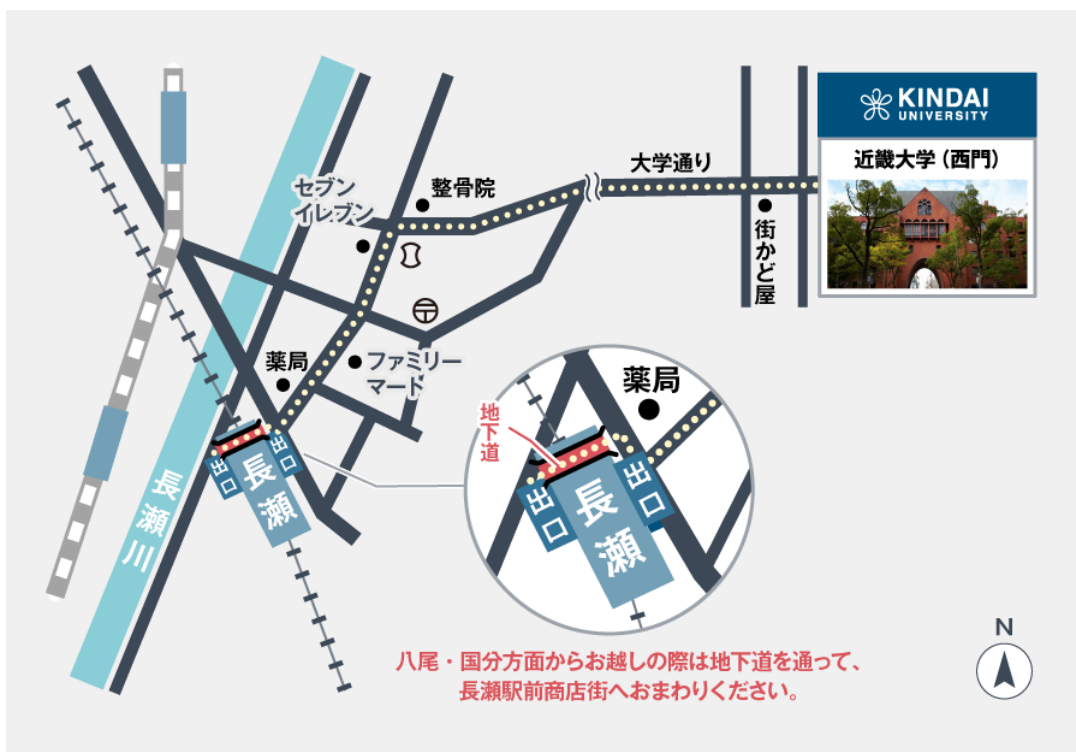 KINDAI
UNIVERSITY
近畿大学（西門）
大学通り
セブン
イレブン
整骨院
街かど屋
薬局
ファミリー
マート
出口
出口
長瀬
長瀬川
地下道
薬局
出口
出口
長瀬
八尾・国分方面からお越しの際は地下道を通って、
長瀬駅前商店街へおまわりください。
N